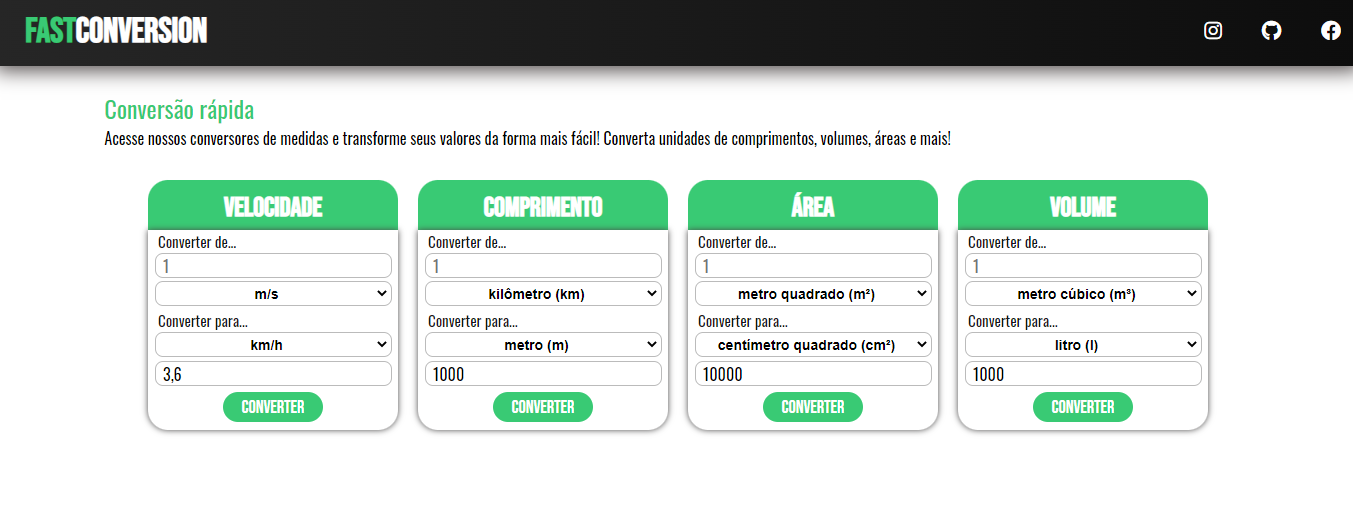 FASTCONVERSION
Conversão rápida
Acesse nossos conversores de medidas e transforme seus valores da forma mais fácil! Converta unidades de comprimentos, volumes, áreas e mais!
VELOCIDADE
Converter de...
1
m/s
Converter para...
km/h
3,6
CONVERTER
COMPRIMENTO
Converter de...
1
kilômetro (km)
Converter para...
metro (m)
1000
CONVERTER
ÁREA
Converter de...
1
metro quadrado (m²)
Converter para...
centímetro quadrado (cm²)
10000
CONVERTER
VOLUME
Converter de...
1
metro cúbico (m³)
Converter para...
litro (l)
1000
CONVERTER